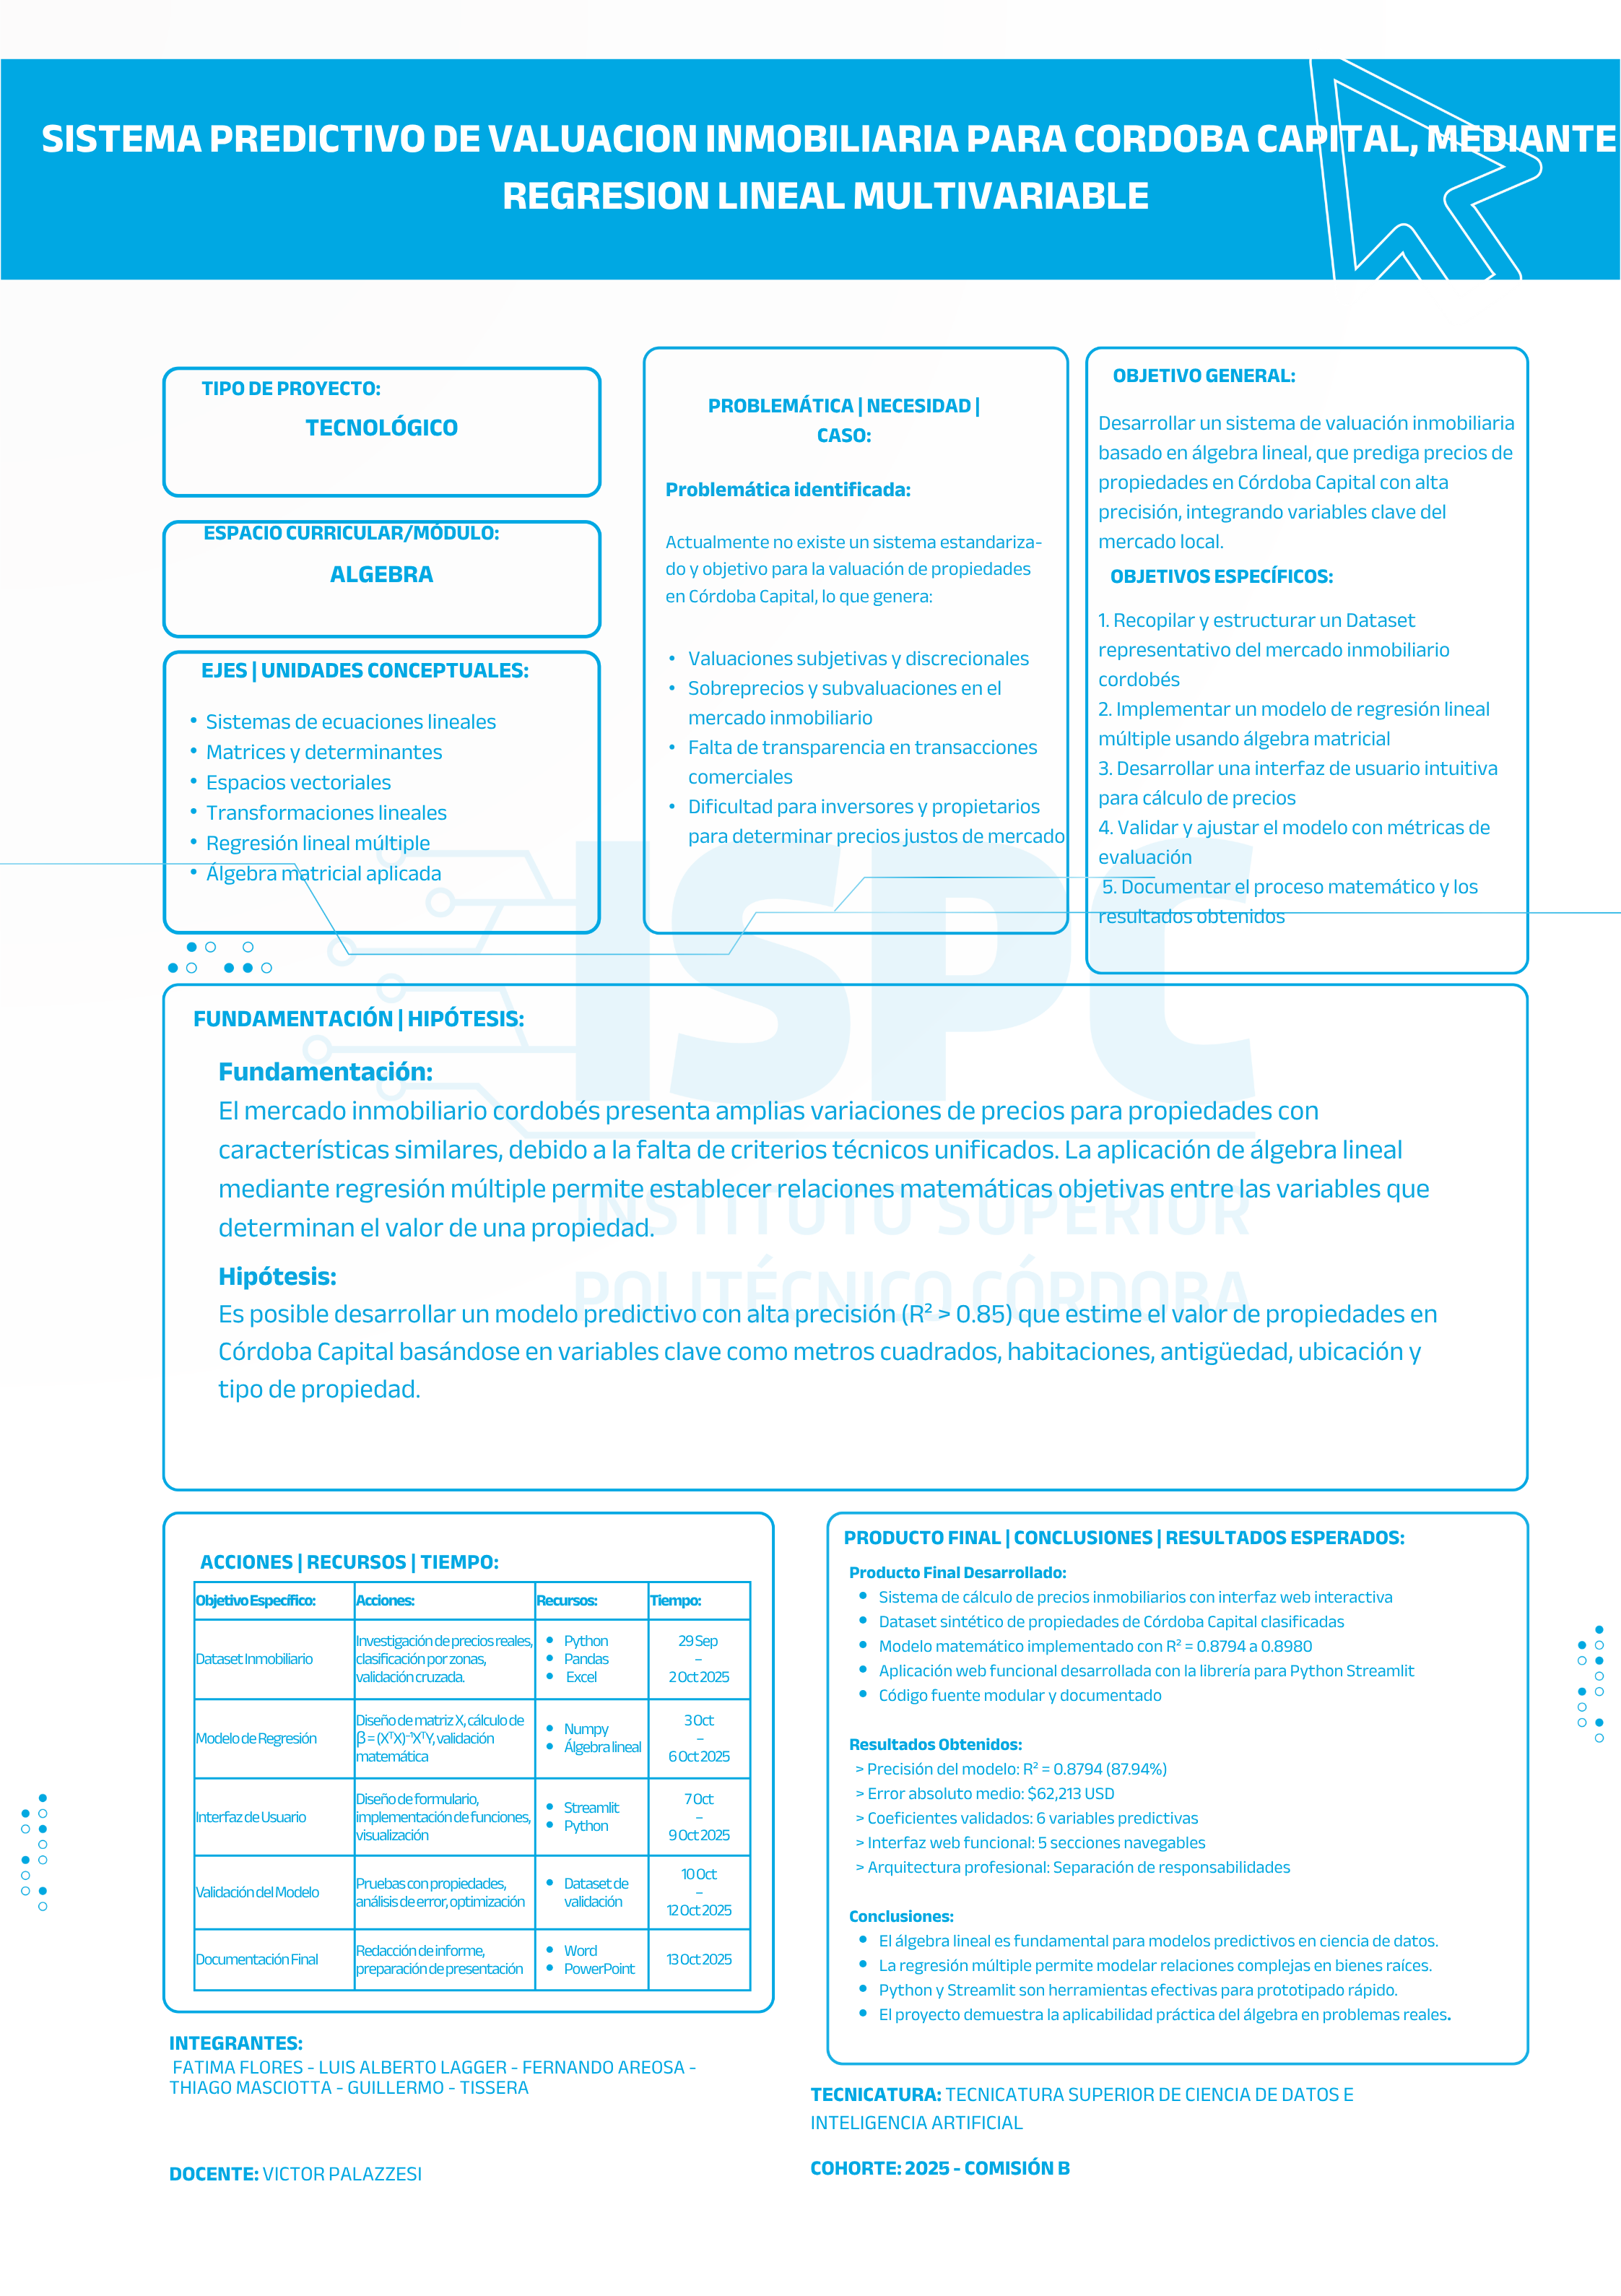 SISTEMA PREDICTIVO DE VALUACION INMOBILIARIA PARA CORDOBA CAPITAL, MEDIANTE
REGRESION LINEAL MULTIVARIABLE
TIPO DE PROYECTO:
TECNOLÓGICO
ESPACIO CURRICULAR/MÓDULO:
ALGEBRA
EJES | UNIDADES CONCEPTUALES:
• Sistemas de ecuaciones lineales
• Matrices y determinantes
• Espacios vectoriales
• Transformaciones lineales
• Regresión lineal múltiple
• Álgebra matricial aplicada
PROBLEMÁTICA | NECESIDAD |
CASO:
Problemática identificada:
Actualmente no existe un sistema estandariza-
do y objetivo para la valuación de propiedades
en Córdoba Capital, lo que genera:
• Valuaciones subjetivas y discrecionales
• Sobreprecios y subvaluaciones en el
mercado inmobiliario
• Falta de transparencia en transacciones
comerciales
• Dificultad para inversores y propietarios
para determinar precios justos de mercado
OBJETIVO GENERAL:
Desarrollar un sistema de valuación inmobiliaria
basado en álgebra lineal, que prediga precios de
propiedades en Córdoba Capital con alta
precisión, integrando variables clave del
mercado local.
OBJETIVOS ESPECÍFICOS:
1. Recopilar y estructurar un Dataset
representativo del mercado inmobiliario
cordobés
2. Implementar un modelo de regresión lineal
múltiple usando álgebra matricial
3. Desarrollar una interfaz de usuario intuitiva
para cálculo de precios
4. Validar y ajustar el modelo con métricas de
evaluación
5. Documentar el proceso matemático y los
resultados obtenidos
ISPC
INSTITUTO SUPERIOR
POLITÉCNICO CÓRDOBA
FUNDAMENTACIÓN | HIPÓTESIS:
Fundamentación:
El mercado inmobiliario cordobés presenta amplias variaciones de precios para propiedades con
características similares, debido a la falta de criterios técnicos unificados. La aplicación de álgebra lineal
mediante regresión múltiple permite establecer relaciones matemáticas objetivas entre las variables que
determinan el valor de una propiedad.
Hipótesis:
Es posible desarrollar un modelo predictivo con alta precisión (R² > 0.85) que estime el valor de propiedades en
Córdoba Capital basándose en variables clave como metros cuadrados, habitaciones, antigüedad, ubicación y
tipo de propiedad.
ACCIONES | RECURSOS | TIEMPO:
Objetivo Específico: Acciones: Recursos: Tiempo:
Dataset Inmobiliario
Investigación de precios reales,
clasificación por zonas,
validación cruzada.
• Python
• Pandas
• Excel
29 Sep
–
2 Oct 2025
Modelo de Regresión
Diseño de matriz X, cálculo de
β = (XᵀX)⁻¹XᵀY, validación
matemática
• Numpy
• Álgebra lineal
3 Oct
–
6 Oct 2025
Interfaz de Usuario
Diseño de formulario,
implementación de funciones,
visualización
• Streamlit
• Python
7 Oct
–
9 Oct 2025
Validación del Modelo
Pruebas con propiedades,
análisis de error, optimización
• Dataset de
validación
10 Oct
–
12 Oct 2025
Documentación Final
Redacción de informe,
preparación de presentación
• Word
• PowerPoint
13 Oct 2025
PRODUCTO FINAL | CONCLUSIONES | RESULTADOS ESPERADOS:
Producto Final Desarrollado:
• Sistema de cálculo de precios inmobiliarios con interfaz web interactiva
• Dataset sintético de propiedades de Córdoba Capital clasificadas
• Modelo matemático implementado con R² = 0.8794 a 0.8980
• Aplicación web funcional desarrollada con la librería para Python Streamlit
• Código fuente modular y documentado
Resultados Obtenidos:
> Precisión del modelo: R² = 0.8794 (87.94%)
> Error absoluto medio: $62,213 USD
> Coeficientes validados: 6 variables predictivas
> Interfaz web funcional: 5 secciones navegables
> Arquitectura profesional: Separación de responsabilidades
Conclusiones:
• El álgebra lineal es fundamental para modelos predictivos en ciencia de datos.
• La regresión múltiple permite modelar relaciones complejas en bienes raíces.
• Python y Streamlit son herramientas efectivas para prototipado rápido.
• El proyecto demuestra la aplicabilidad práctica del álgebra en problemas reales.
INTEGRANTES:
FATIMA FLORES - LUIS ALBERTO LAGGER - FERNANDO AREOSA -
THIAGO MASCIOTTA - GUILLERMO - TISSERA
DOCENTE: VICTOR PALAZZESI
TECNICATURA: TECNICATURA SUPERIOR DE CIENCIA DE DATOS E
INTELIGENCIA ARTIFICIAL
COHORTE: 2025 - COMISIÓN B